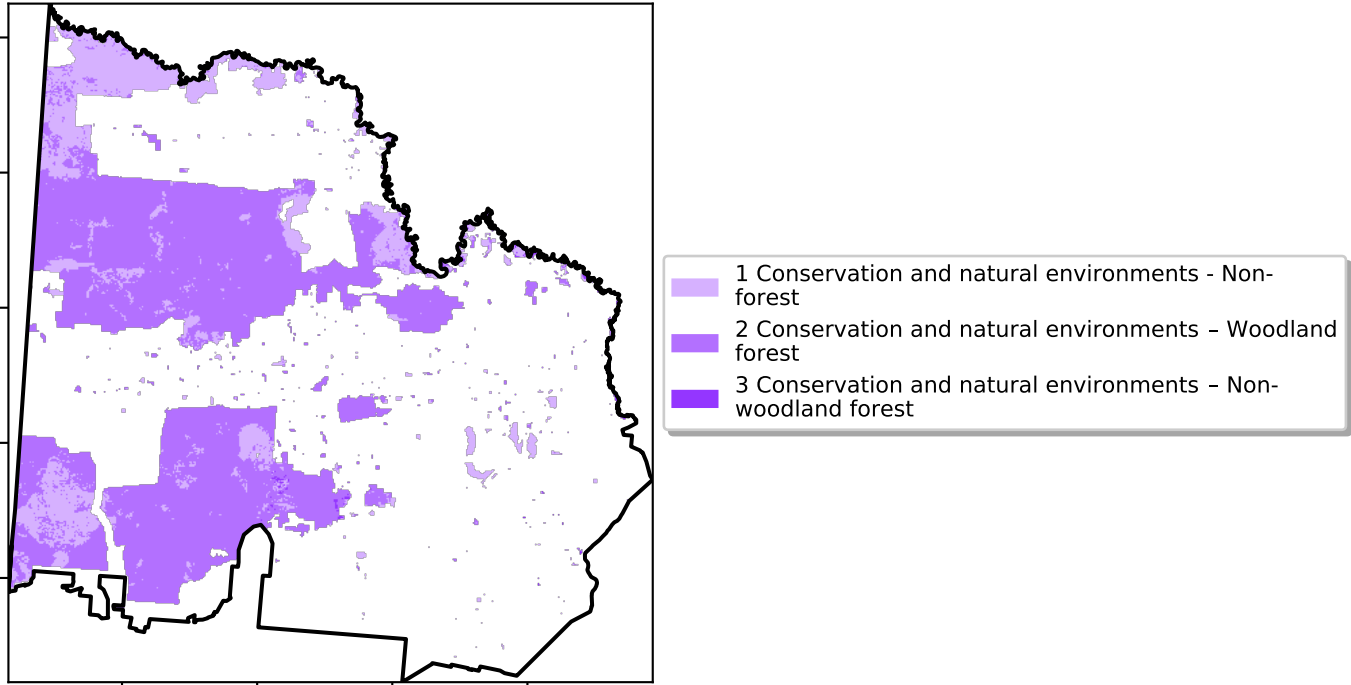 1 Conservation and natural environments - Non-
forest
2 Conservation and natural environments – Woodland
forest
3 Conservation and natural environments – Non-
woodland forest